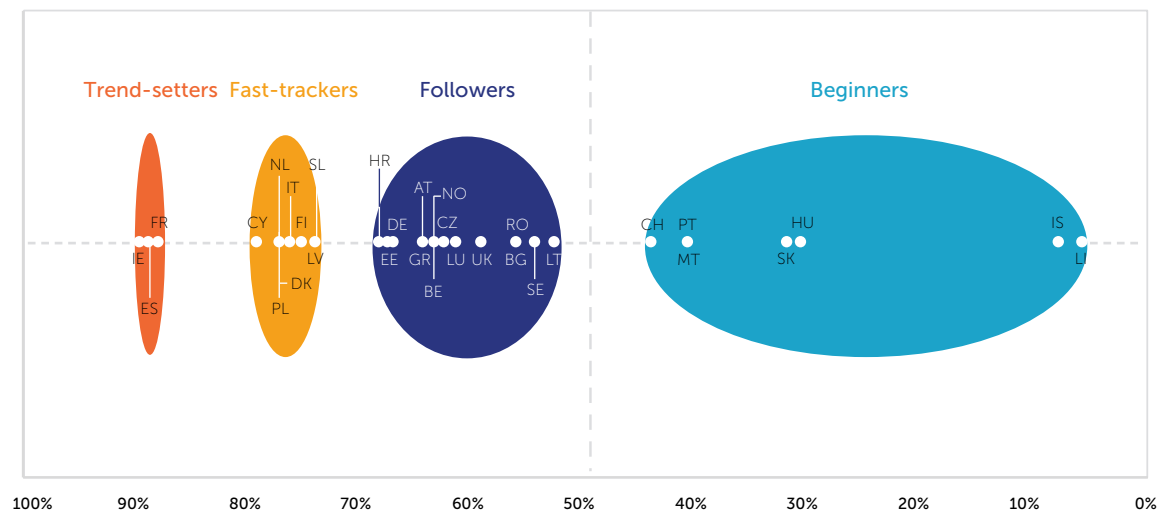 Trend-setters Fast-trackers Followers Beginners
HR
NL SL
IT AT NO
FR CY FI DE CZ RO CH PT HU IS
IE LV EE GR LU UK BG LT MT SK LI
DK BE SE
ES PL
100% 90% 80% 70% 60% 50% 40% 30% 20% 10% 0%